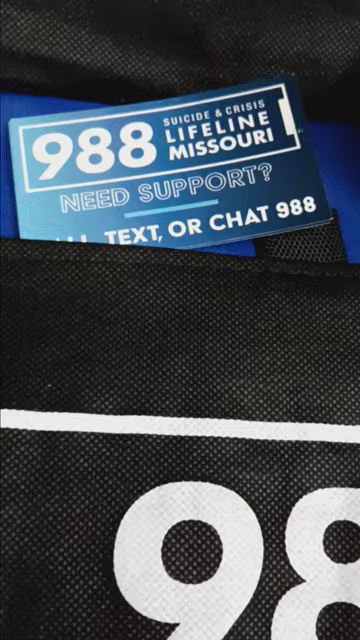 988
SUICIDE & CRISIS
LIFELINE
MISSOURI
NEED SUPPORT?
TEXT, OR CHAT 988
98